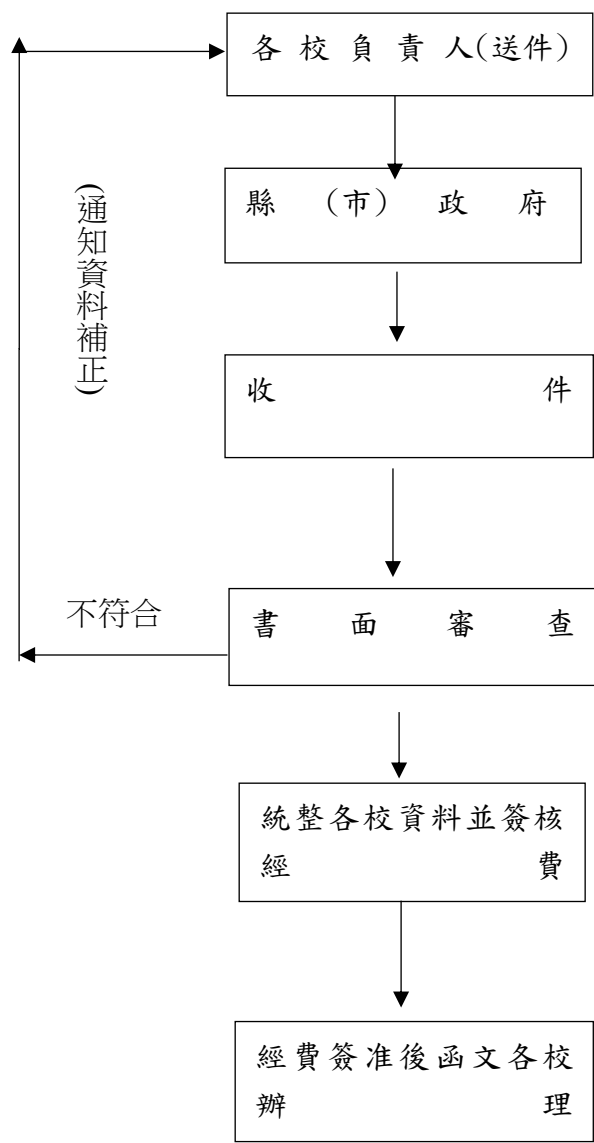 各校負責人(送件)
縣（市）政府
(通知資料補正)
收件
不符合
書面審查
統整各校資料並簽核
經費
經費簽准後函文各校
辦理